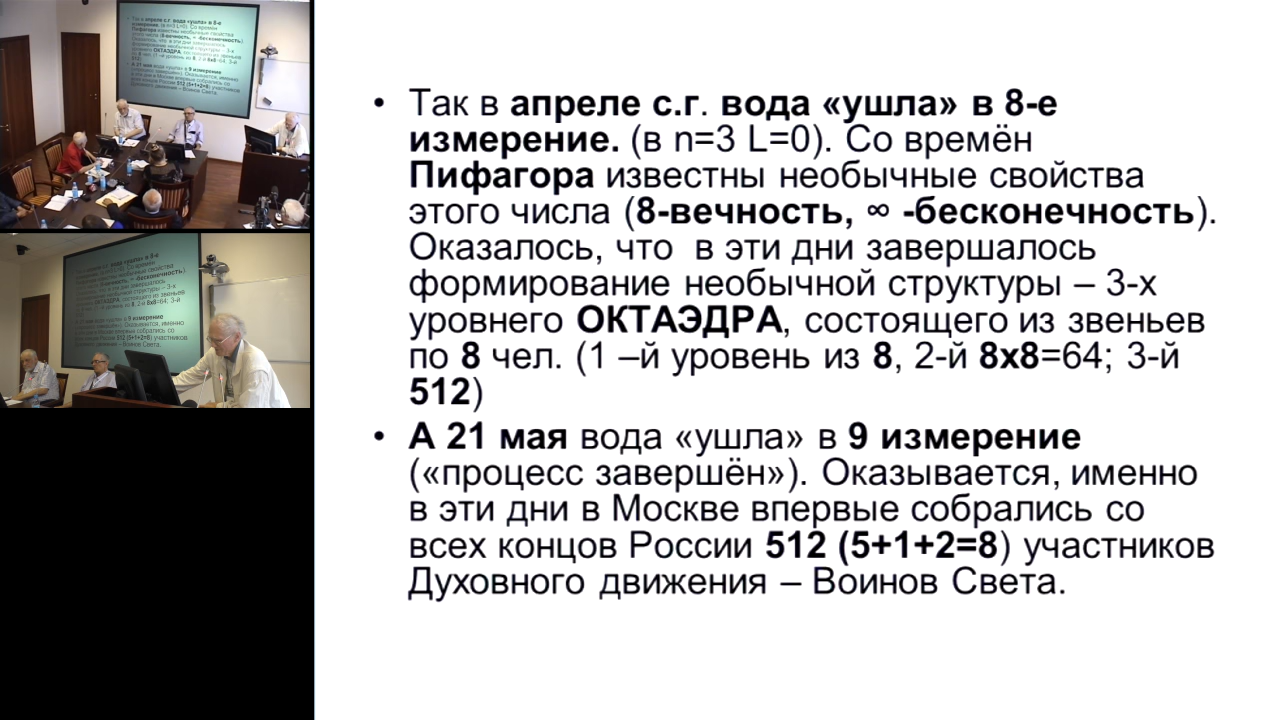 • Так в апреле с.г. вода «ушла» в 8-е
измерение. (в n=3 L=0). Со времён
Пифагора известны необычные свойства
этого числа (8-вечность, ∞ -бесконечность).
Оказалось, что  в эти дни завершалось
формирование необычной структуры – 3-х
уровнего ОКТАЭДРА, состоящего из звеньев
по 8 чел. (1 –й уровень из 8, 2-й 8x8=64; 3-й
512)
• А 21 мая вода «ушла» в 9 измерение
(«процесс завершён»). Оказывается, именно
в эти дни в Москве впервые собрались со
всех концов России 512 (5+1+2=8) участников
Духовного движения – Воинов Света.